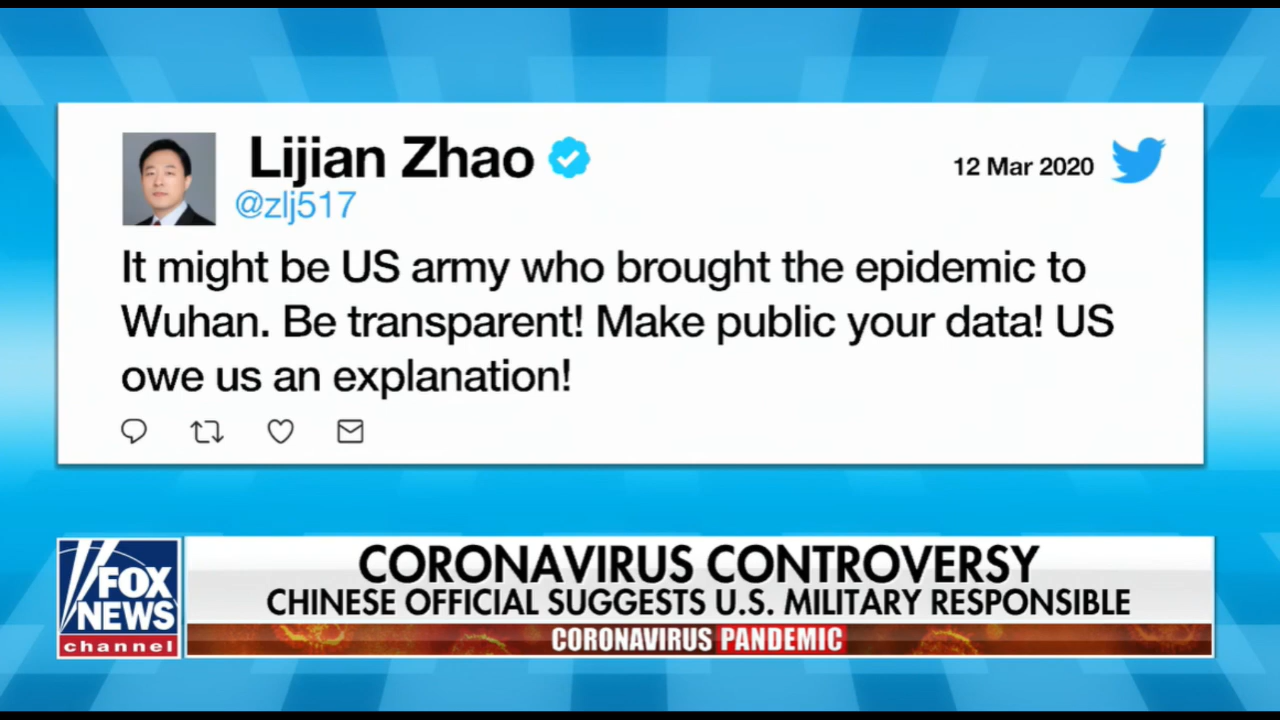 Lijian Zhao
12 Mar 2020
@zlj517
It might be US army who brought the epidemic to
Wuhan. Be transparent! Make public your data! US
owe us an explanation!
FOX
NEWS
channel
CORONAVIRUS CONTROVERSY
CHINESE OFFICIAL SUGGESTS U.S. MILITARY RESPONSIBLE
CORONAVIRUS PANDEMIC